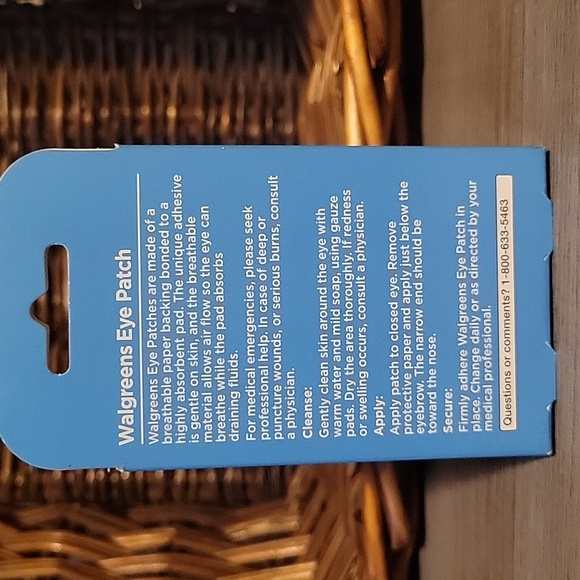 Walgreens Eye Patch
Walgreens Eye Patches are made of a
breathable paper backing bonded to a
highly absorbent pad. The unique adhesive
is gentle on skin, and the breathable
material allows air flow so the eye can
breathe while the pad absorbs
draining fluids.
For medical emergencies, please seek
professional help. In case of deep or
puncture wounds, or serious burns, consult
a physician.
Cleanse:
Gently clean skin around the eye with
warm water and mild soap, using gauze
pads. Dry the area thoroughly. If redness
or swelling occurs, consult a physician.
Apply:
Apply patch to closed eye. Remove
protective paper and apply just below the
eyebrow. The narrow end should be
toward the nose.
Secure:
Firmly adhere Walgreens Eye Patch in
place. Change daily or as directed by your
medical professional.
Questions or comments? 1-800-633-5463